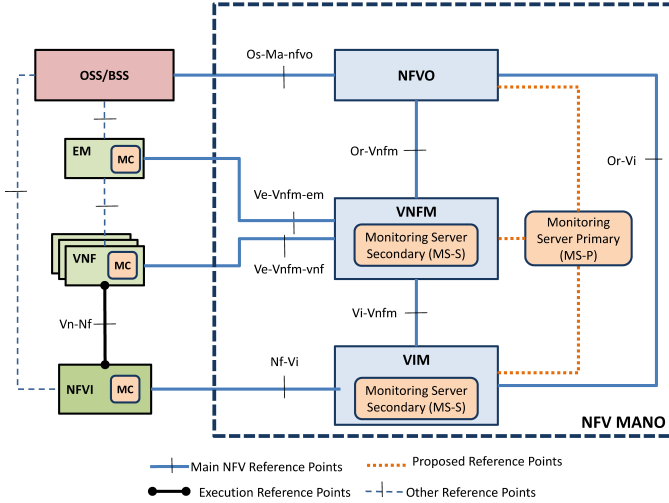 Os-Ma-nfvo
OSS/BSS
NFVO
EM
MC
Or-Vnfm
Or-Vi
Ve-Vnfm-em
VNFM
Monitoring Server
Secondary (MS-S)
Monitoring
Server Primary
(MS-P)
VNF
MC
Ve-Vnfm-vnf
Vn-Nf
Vi-Vnfm
Nf-Vi
VIM
NFVI
MC
Monitoring Server
Secondary (MS-S)
NFV MANO
Main NFV Reference Points
Proposed Reference Points
Execution Reference Points
Other Reference Points